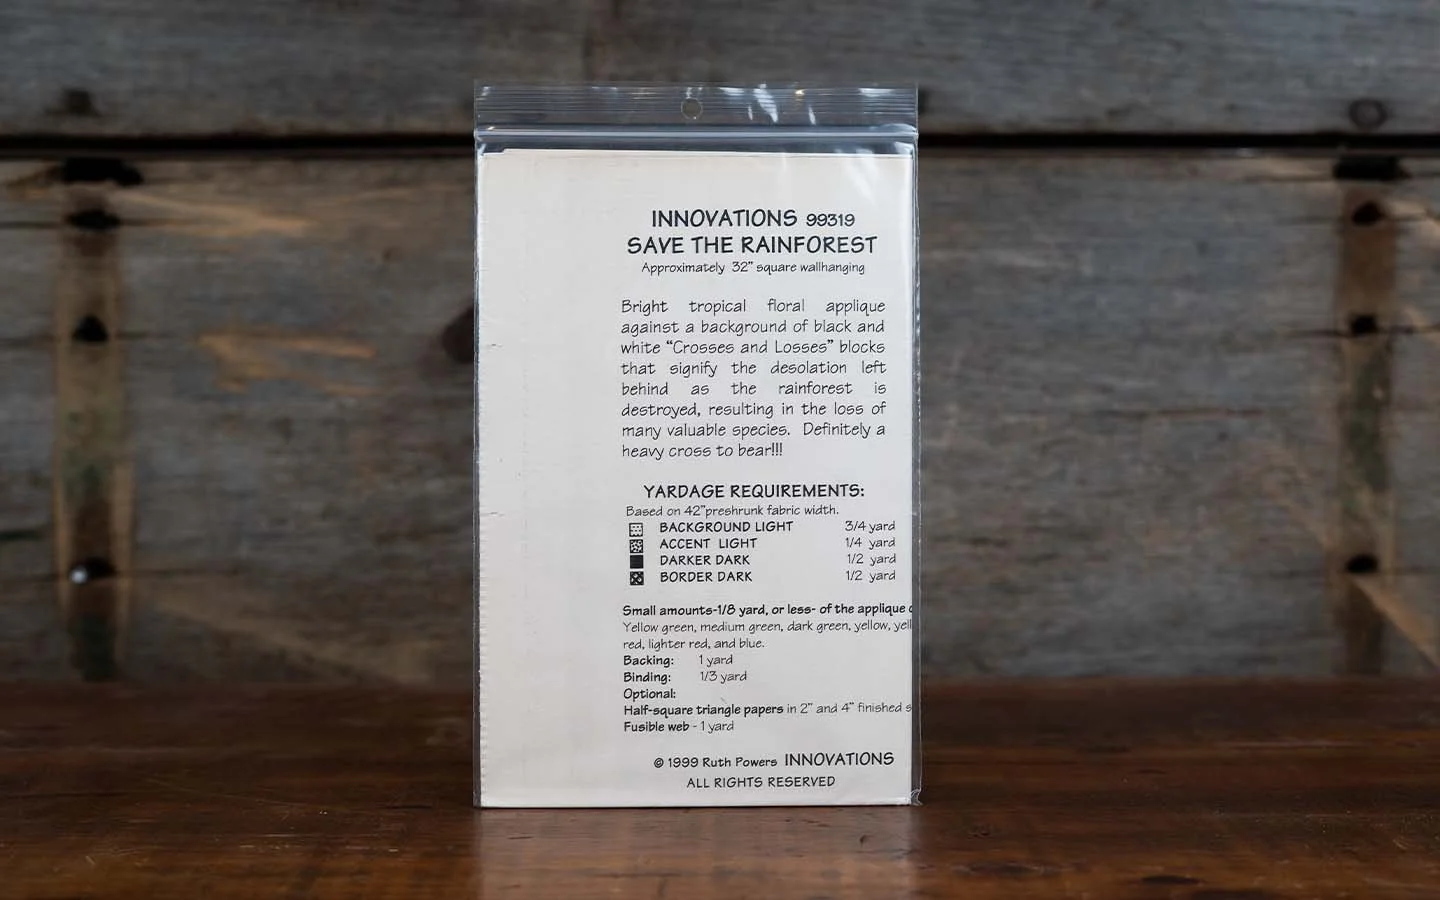 INNOVATIONS 99319
SAVE THE RAINFOREST
Approximately 32" square wallhanging
Bright tropical floral applique
against a background of black and
white "Crosses and Losses" blocks
that signify the desolation left
behind as the rainforest is
destroyed, resulting in the loss of
many valuable species. Definitely a
heavy cross to bear!!!
YARDAGE REQUIREMENTS:
Based on 42"preshrunk fabric width.
BACKGROUND LIGHT 3/4 yard
ACCENT LIGHT 1/4 yard
DARKER DARK 1/2 yard
BORDER DARK 1/2 yard
Small amounts-1/8 yard, or less- of the applique
Yellow green, medium green, dark green, yellow,
red, lighter red, and blue.
Backing: 1 yard
Binding: 1/3 yard
Optional:
Half-square triangle papers in 2" and 4" finished
Fusible web - 1 yard
© 1999 Ruth Powers INNOVATIONS
ALL RIGHTS RESERVED